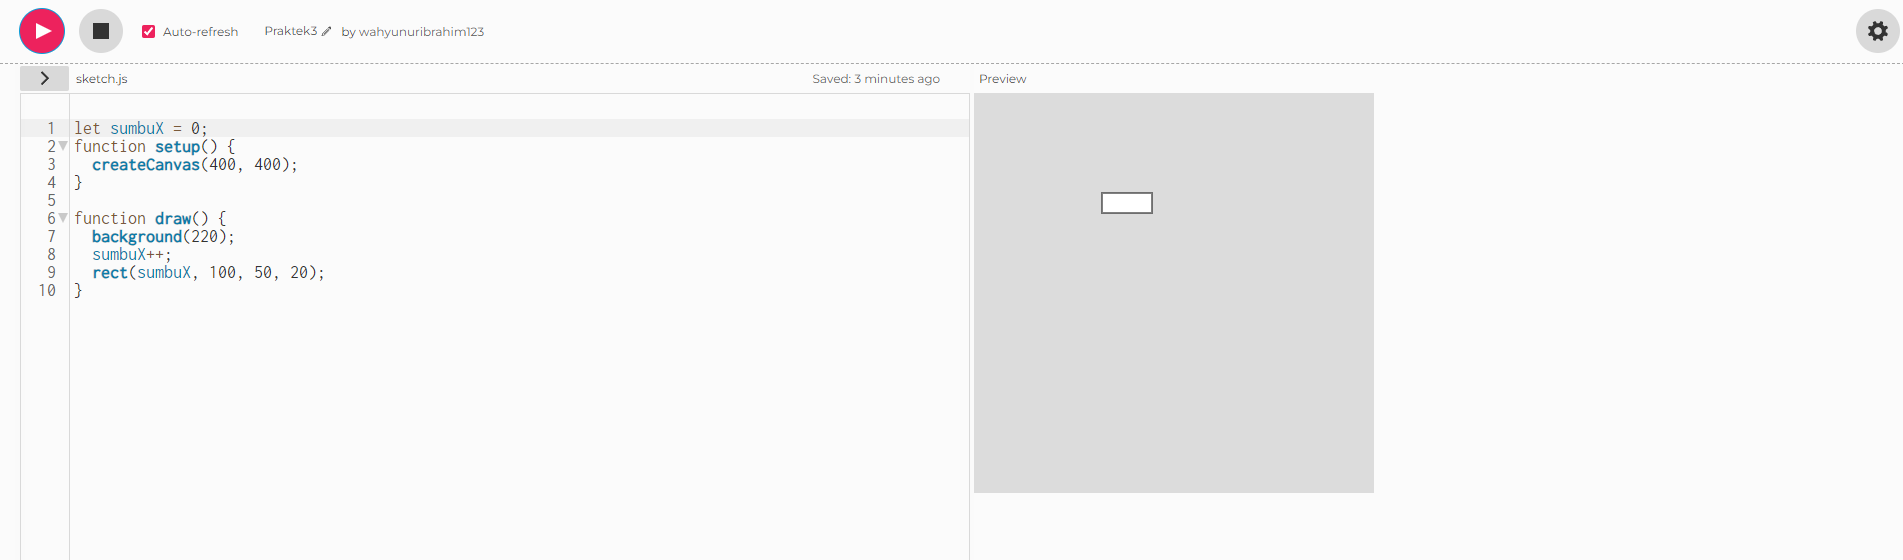 Auto-refresh Praktek3 by wahyunuribrahim123
sketch.js Saved: 3 minutes ago Preview
1 let sumbuX = 0;
2 function setup() {
3   createCanvas(400, 400);
4 }
5
6 function draw() {
7   background(220);
8   sumbuX++;
9   rect(sumbuX, 100, 50, 20);
10 }